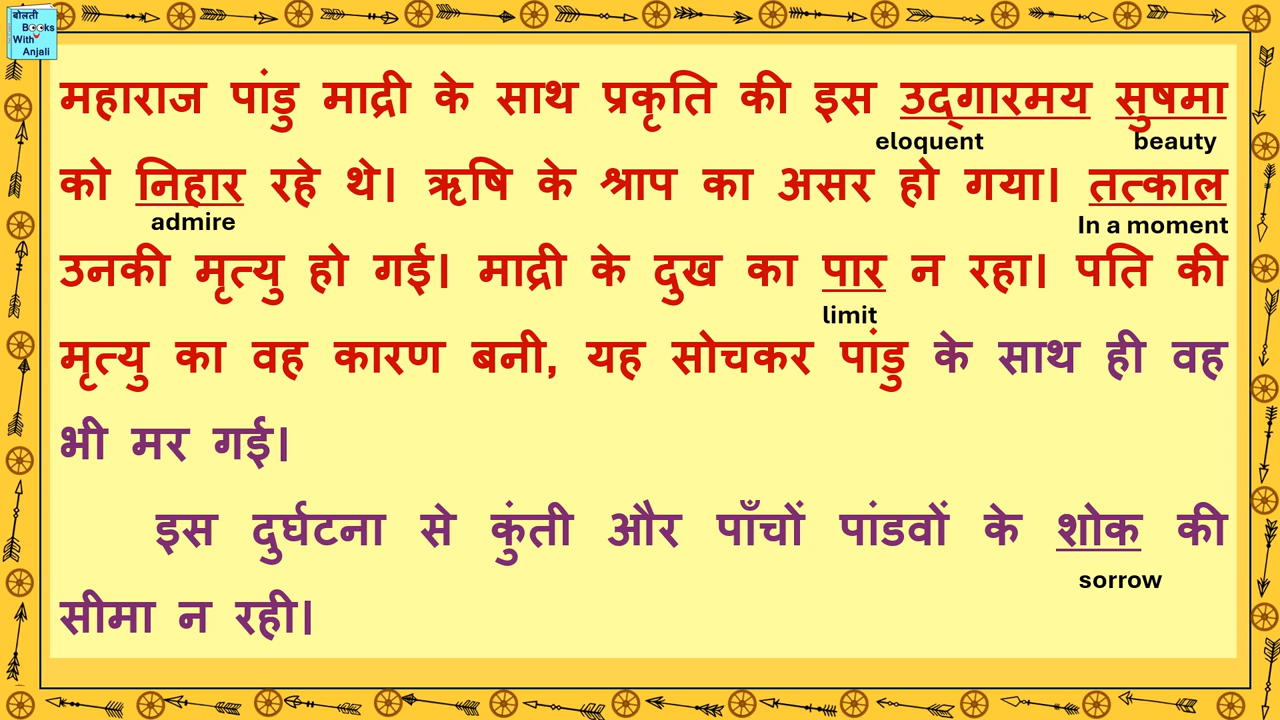 बोलती
Books
With
Anjali
महाराज पांडु माद्री के साथ प्रकृति की इस उद्‌गारमय सुषमा
eloquent beauty
को निहार रहे थे। ऋषि के श्राप का असर हो गया। तत्काल
admire In a moment
उनकी मृत्यु हो गई। माद्री के दुख का पार न रहा। पति की
limit
मृत्यु का वह कारण बनी, यह सोचकर पांडु के साथ ही वह
भी मर गई।
इस दुर्घटना से कुंती और पाँचों पांडवों के शोक की
sorrow
सीमा न रही।